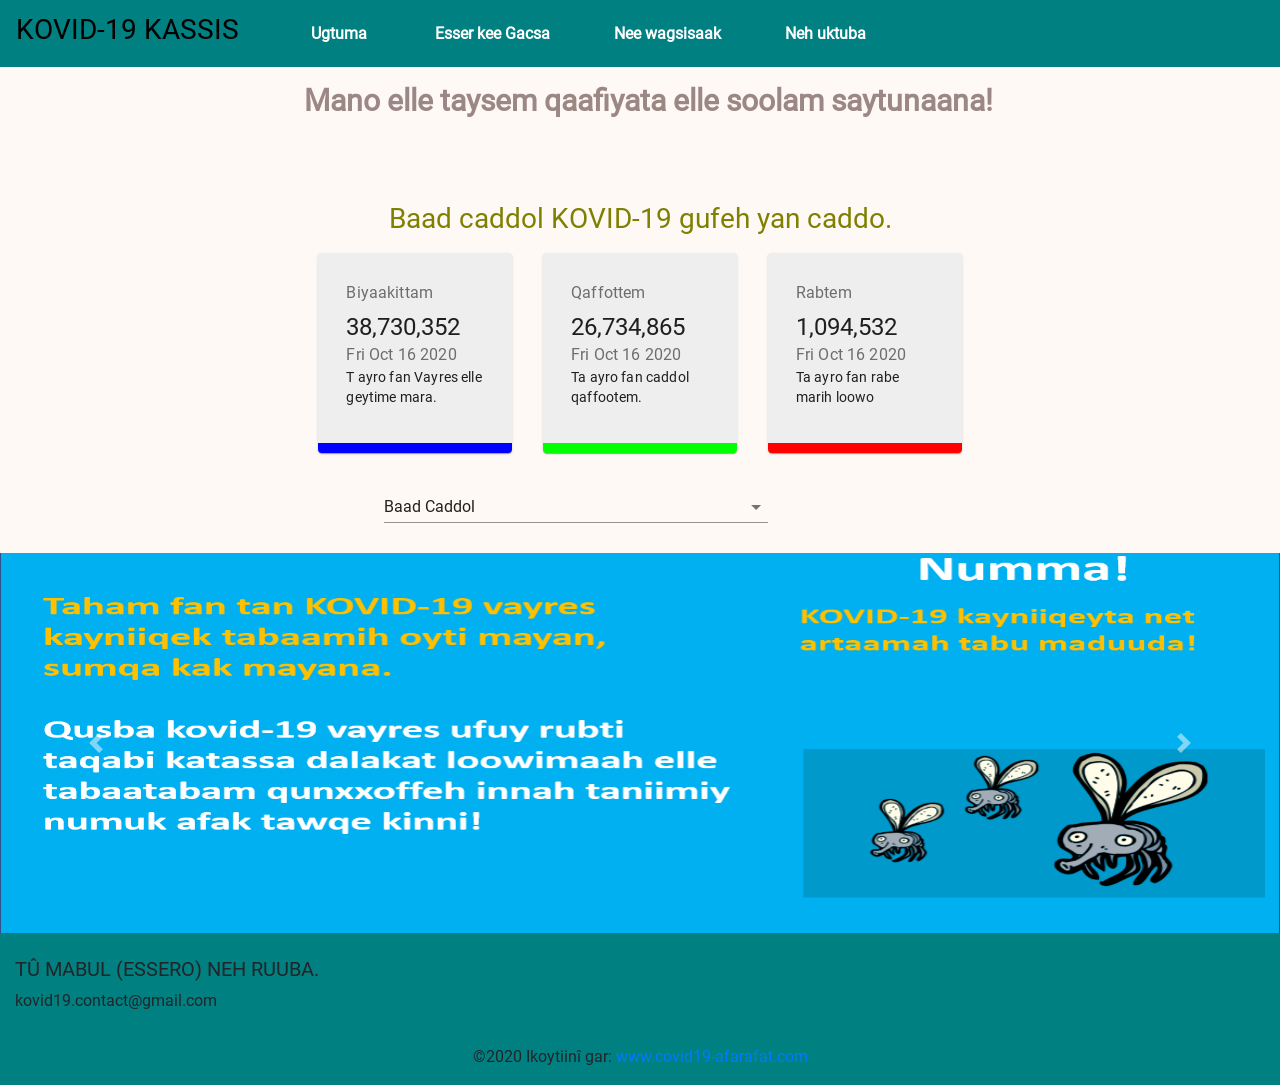 KOVID-19 KASSIS
Ugtuma
Esser kee Gacsa
Nee wagsisaak
Neh uktuba
Mano elle taysem qaafiyata elle soolam saytunaana!
Baad caddol KOVID-19 gufeh yan caddo.
Biyaakittam
38,730,352
Fri Oct 16 2020
T ayro fan Vayres elle
geytime mara.
Qaffottem
26,734,865
Fri Oct 16 2020
Ta ayro fan caddol
qaffootem.
Rabtem
1,094,532
Fri Oct 16 2020
Ta ayro fan rabe
marih loowo
Baad Caddol
Taham fan tan KOVID-19 vayres
kayniiqek tabaamih oyti mayan,
sumqa kak mayana.
Qusba kovid-19 vayres ufuy rubti
taqabi katassa dalakat loowimaah elle
tabaatabam qunxxoffeh innah taniimiy
numuk afak tawqe kinni!
Numma!
KOVID-19 kayniiqeyta net
artaamah tabu maduuda!
TÛ MABUL (ESSERO) NEH RUUBA.
kovid19.contact@gmail.com
©2020 Ikoytiinî gar: www.covid19-afarafat.com